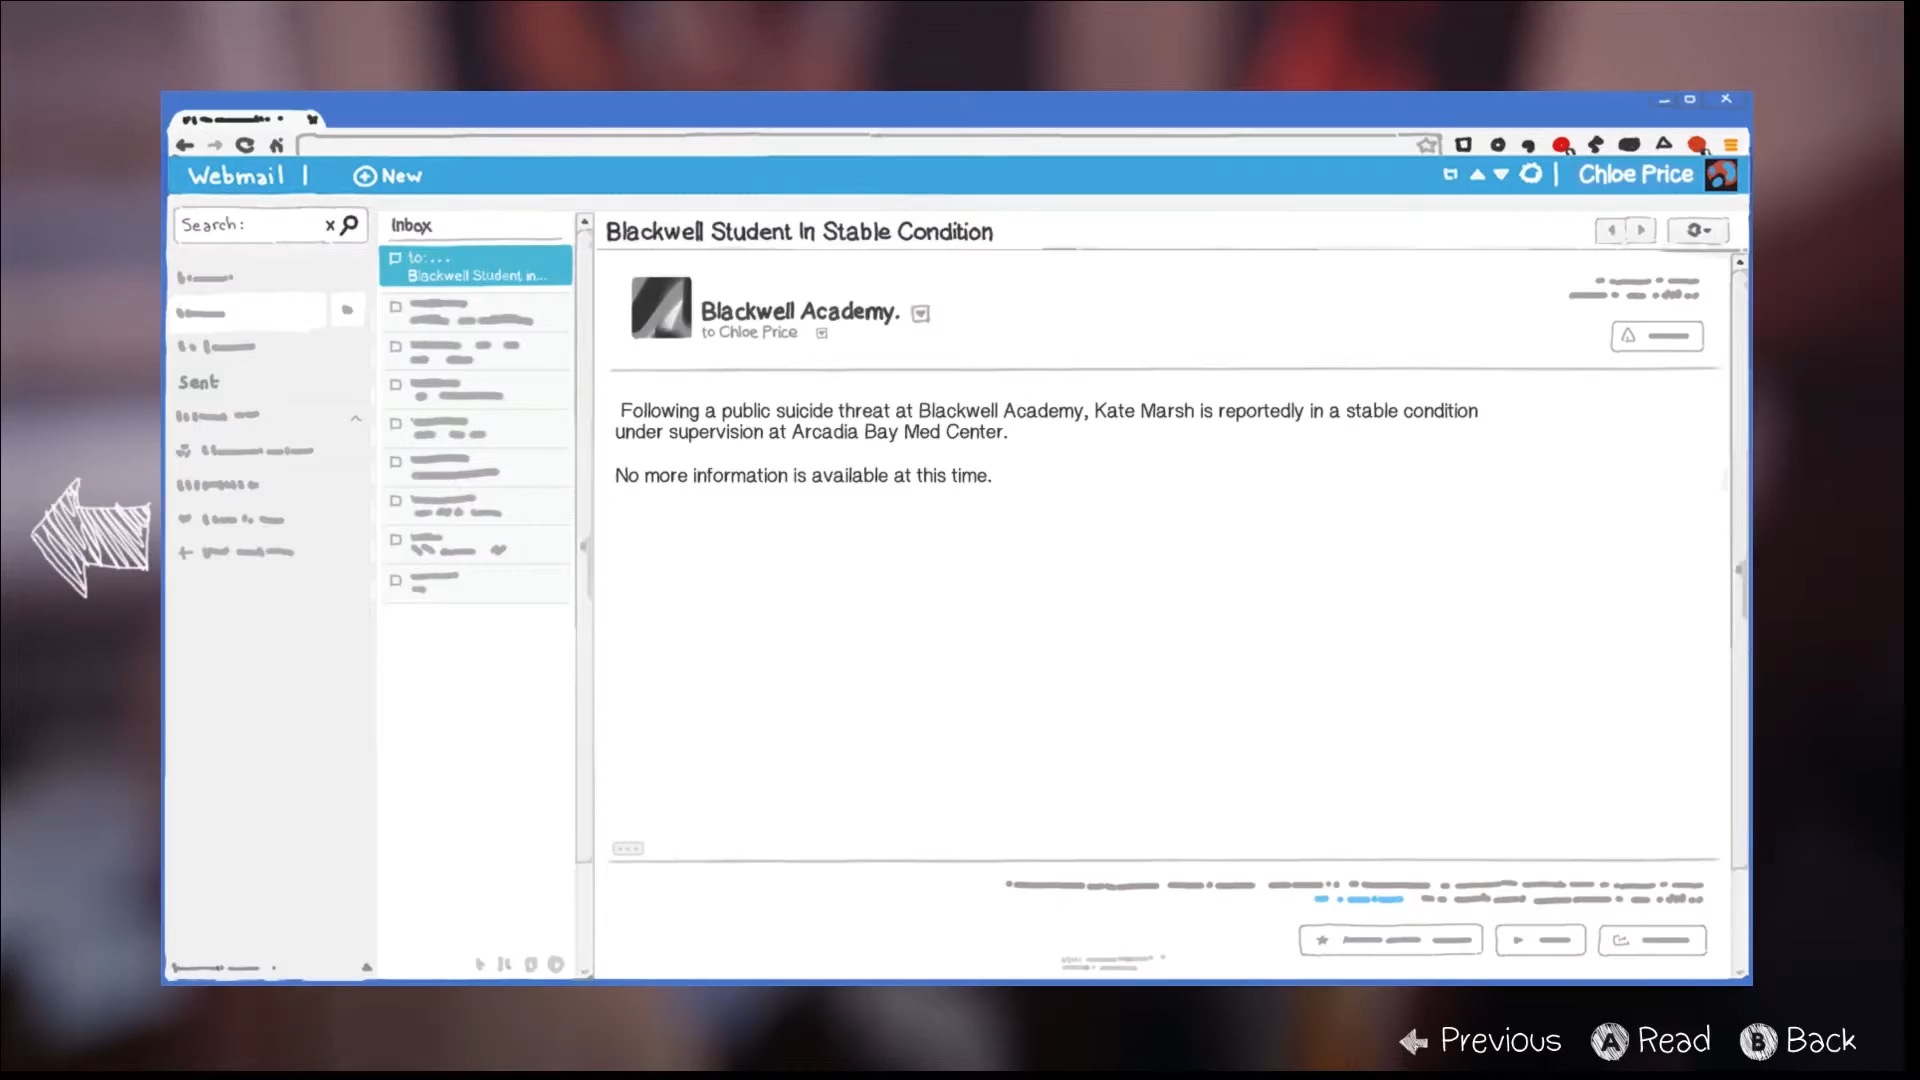 Webmail |
New
Chloe Price
Search: x
Inbox
Sent
to:...
Blackwell Student in...
Blackwell Student In Stable Condition
Blackwell Academy.
to Chloe Price
Following a public suicide threat at Blackwell Academy, Kate Marsh is reportedly in a stable condition
under supervision at Arcadia Bay Med Center.
No more information is available at this time.
Previous
A Read
B Back